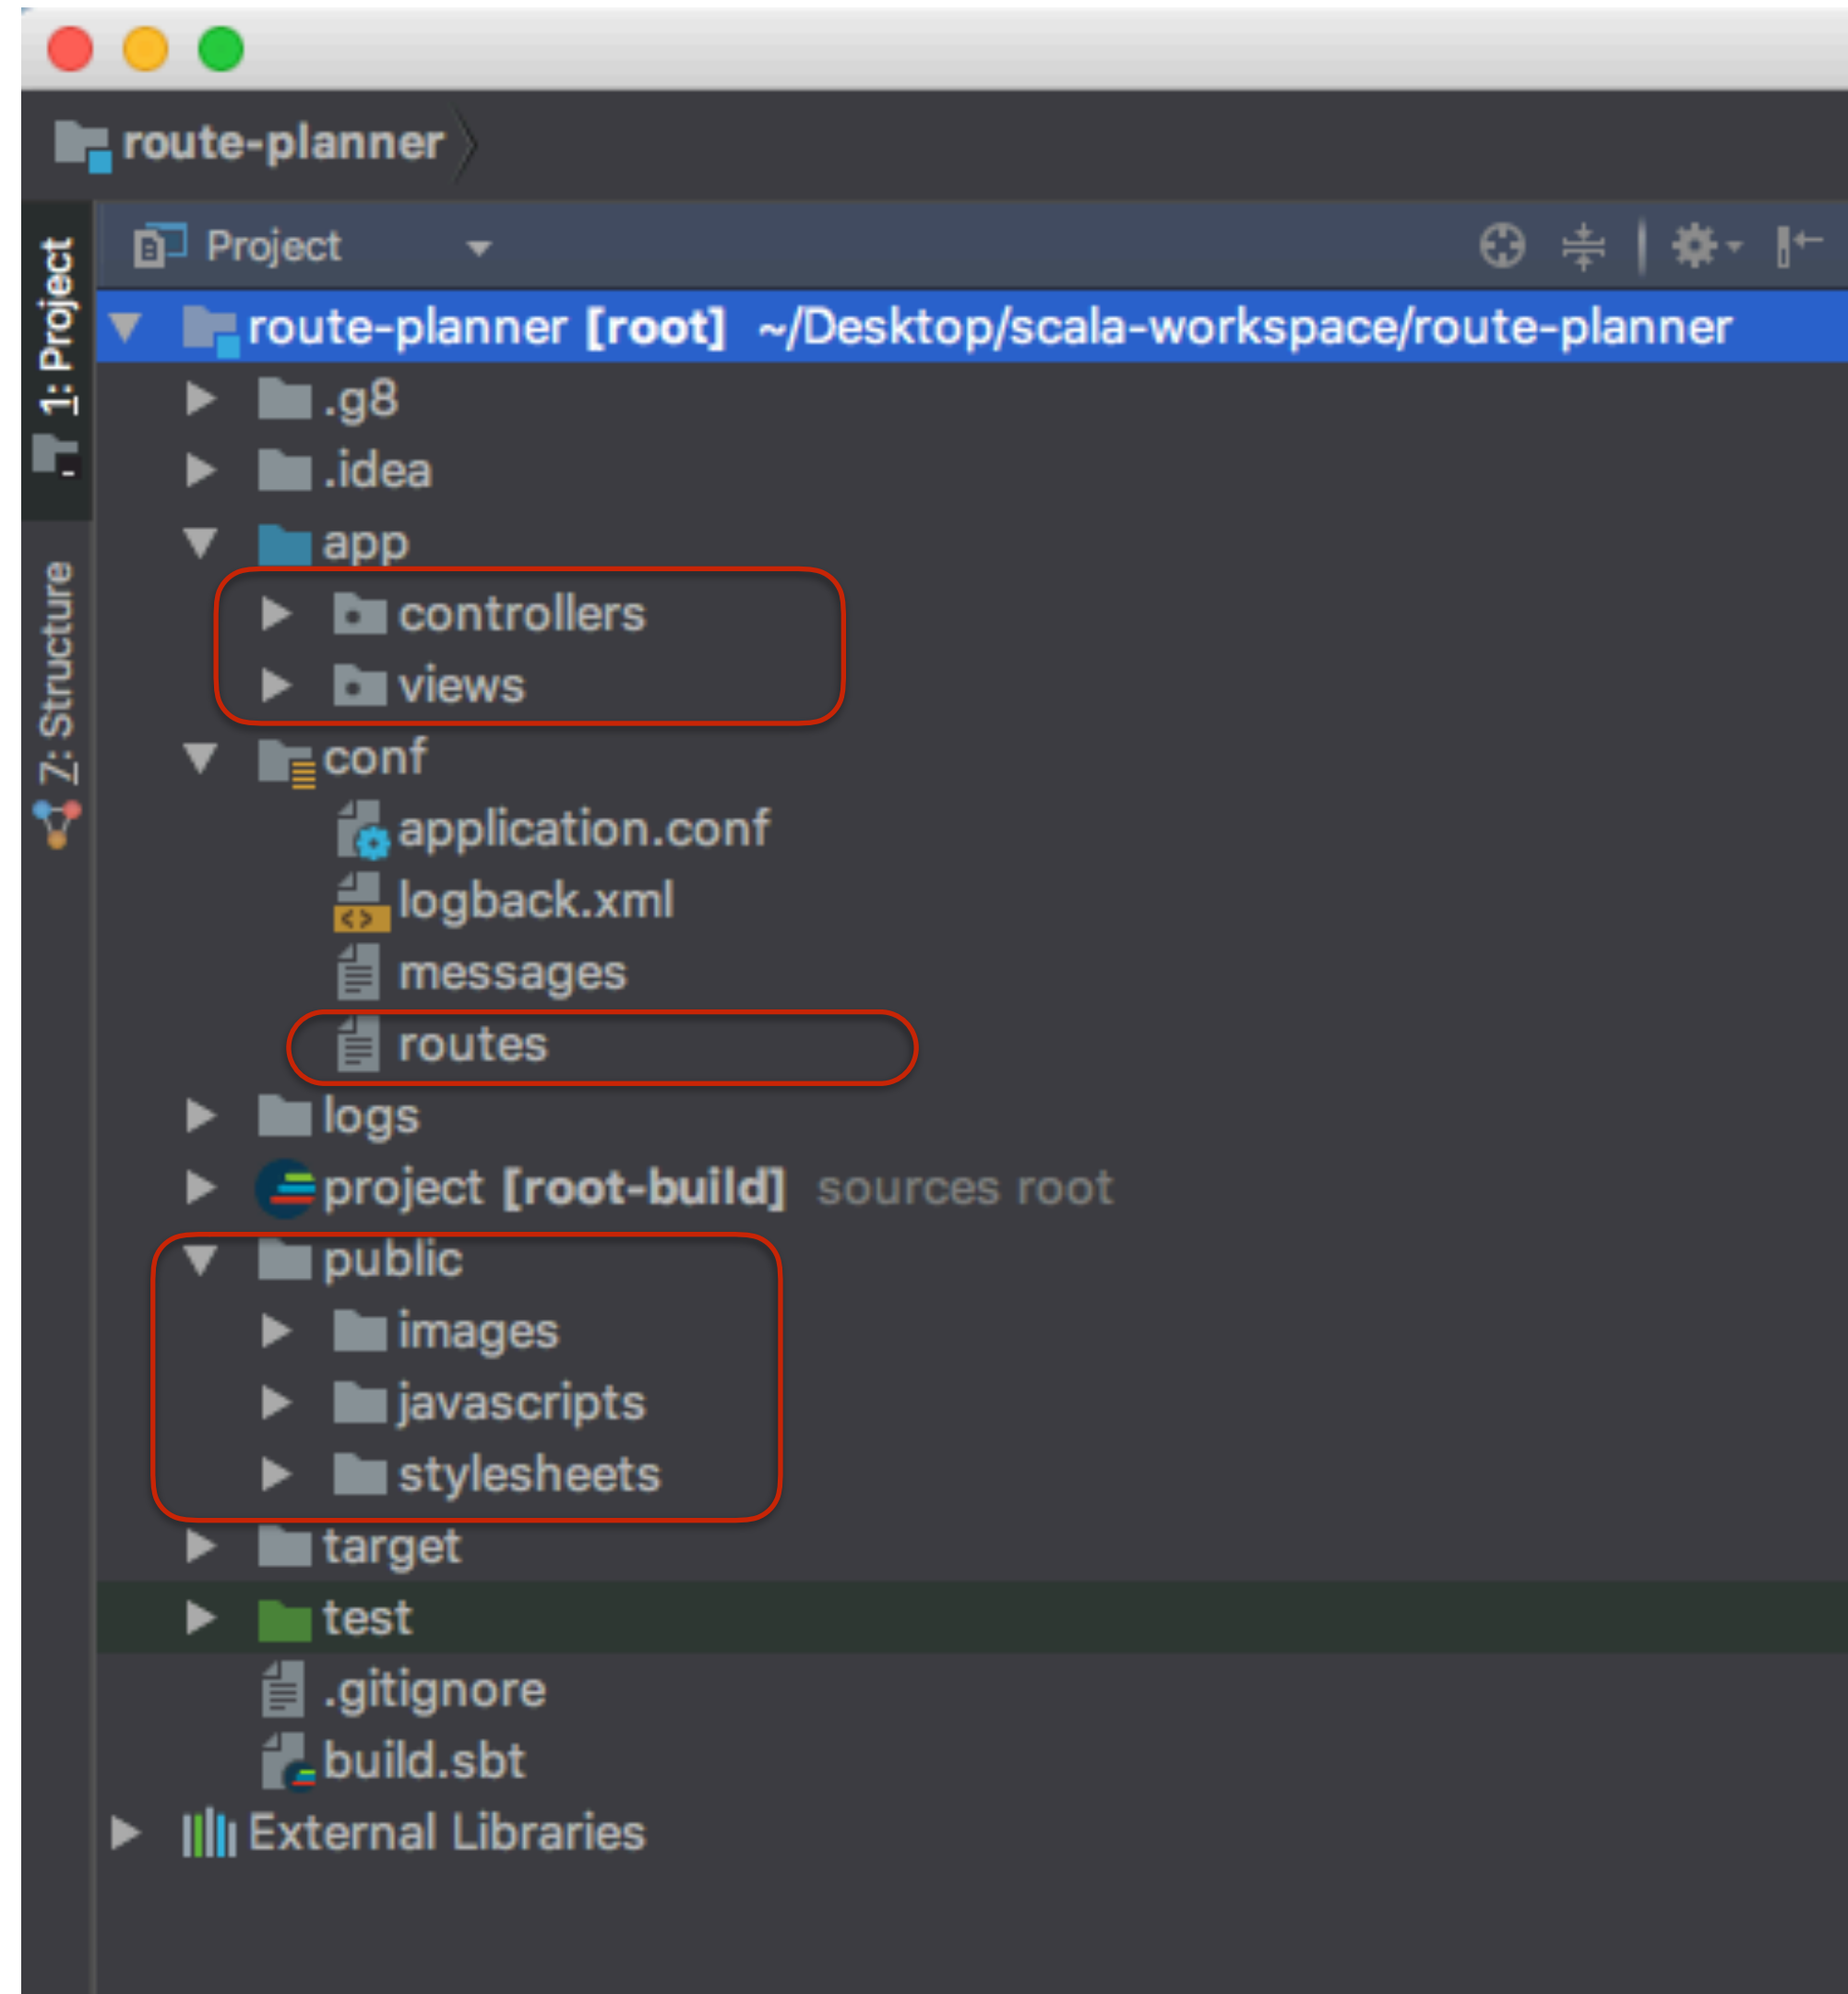 route-planner
1: Project
7: Structure
Project
route-planner [root] ~/Desktop/scala-workspace/route-planner
.g8
.idea
app
controllers
views
conf
application.conf
logback.xml
messages
routes
logs
project [root-build] sources root
public
images
javascripts
stylesheets
target
test
.gitignore
build.sbt
External Libraries